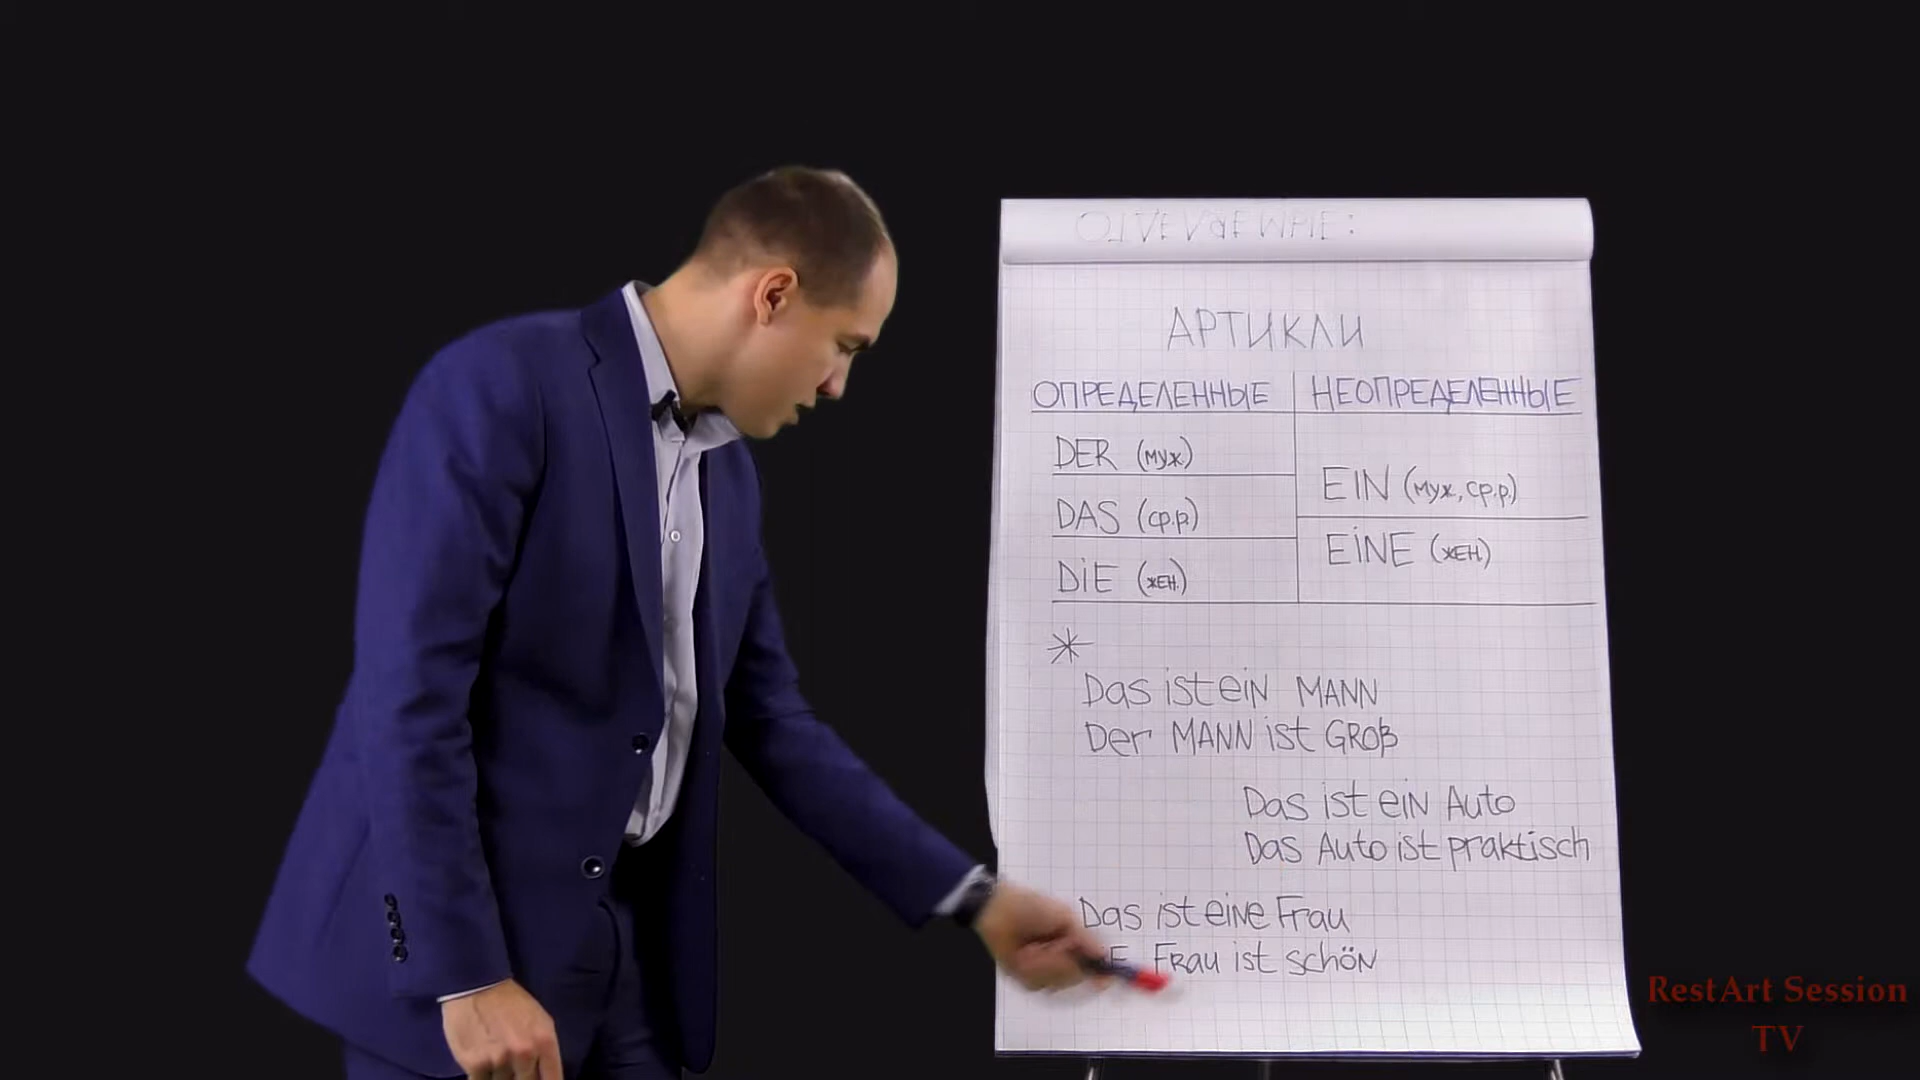 АРТИКЛИ
ОПРЕДЕЛЕННЫЕ НЕОПРЕДЕЛЕННЫЕ
DER (муж.)
DAS (ср.р.)
DiE (жен.)
EIN (муж, ср.р.)
EiNE (жен.)
*
Das ist eiN MANN
Der MANN ist GROß
Das ist eiN Auto
Das Auto ist praktisch
Das ist eiNe Frau
Frau ist schöN
RestArt Session
TV